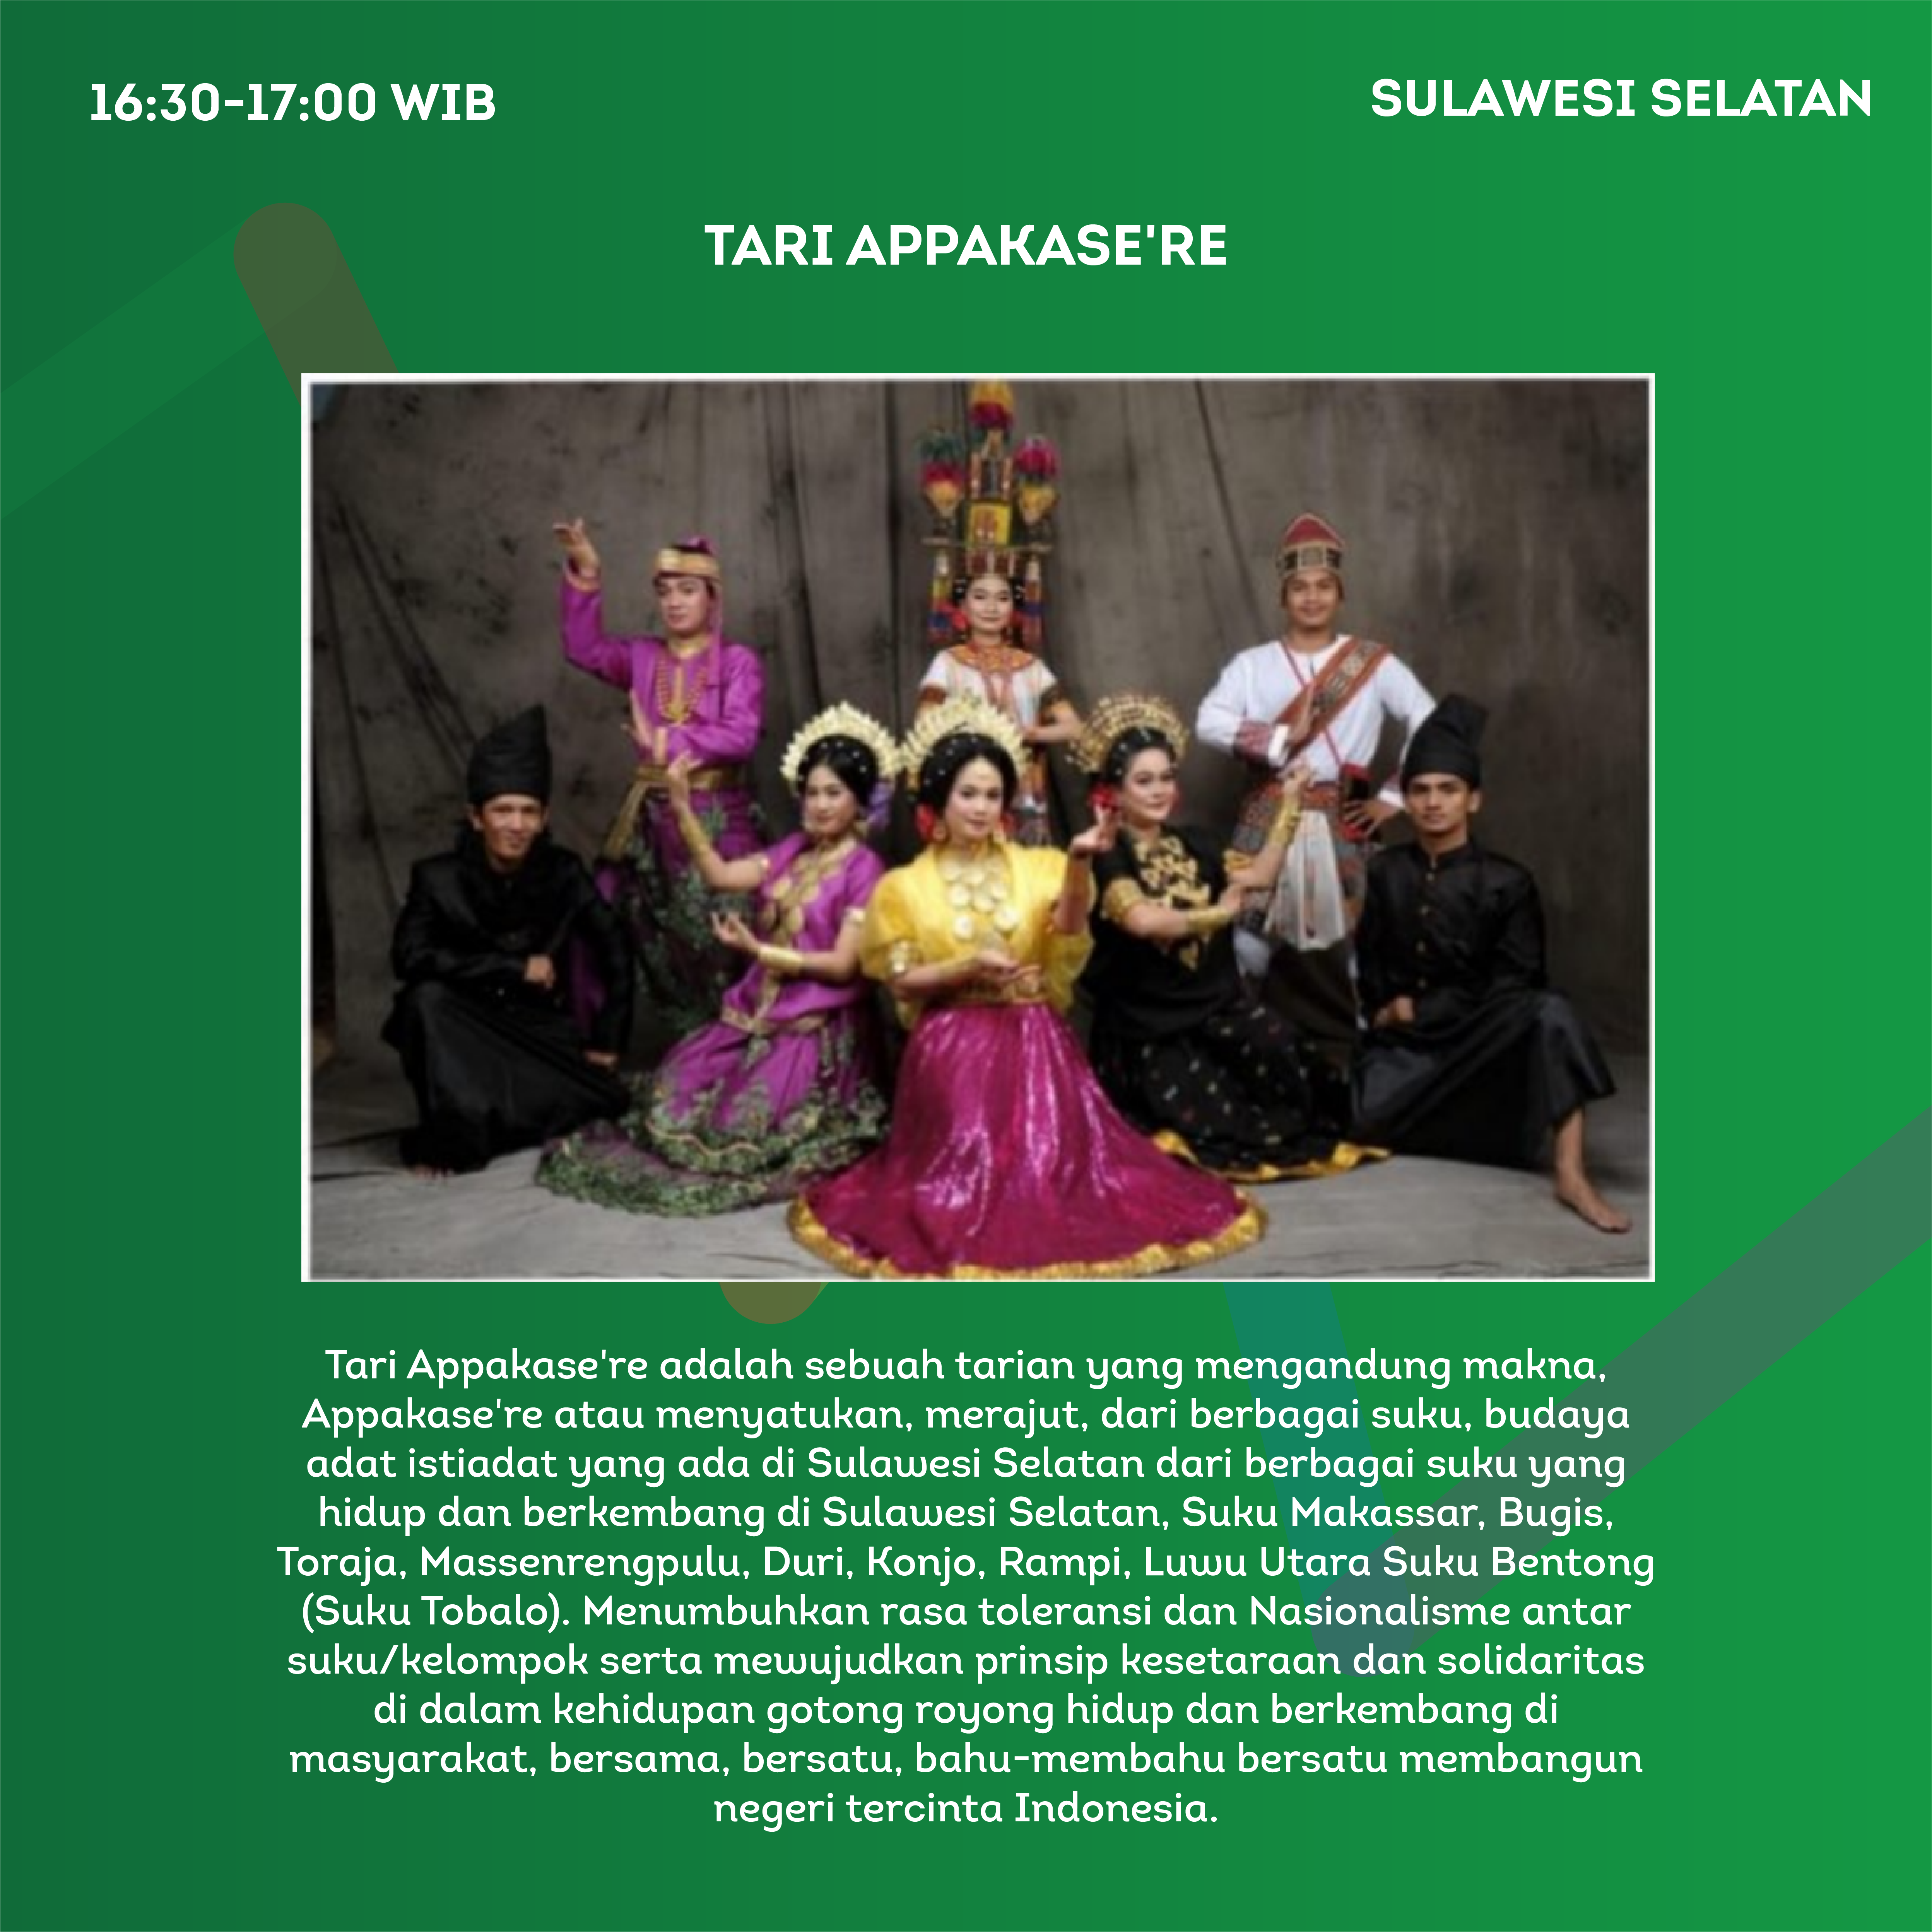 16:30-17:00 WIB
SULAWESI SELATAN
TARI APPAKASE'RE
Tari Appakase're adalah sebuah tarian yang mengandung makna,
Appakase're atau menyatukan, merajut, dari berbagai suku, budaya
adat istiadat yang ada di Sulawesi Selatan dari berbagai suku yang
hidup dan berkembang di Sulawesi Selatan, Suku Makassar, Bugis,
Toraja, Massenrengpulu, Duri, Konjo, Rampi, Luwu Utara Suku Bentong
(Suku Tobalo). Menumbuhkan rasa toleransi dan Nasionalisme antar
suku/kelompok serta mewujudkan prinsip kesetaraan dan solidaritas
di dalam kehidupan gotong royong hidup dan berkembang di
masyarakat, bersama, bersatu, bahu-membahu bersatu membangun
negeri tercinta Indonesia.